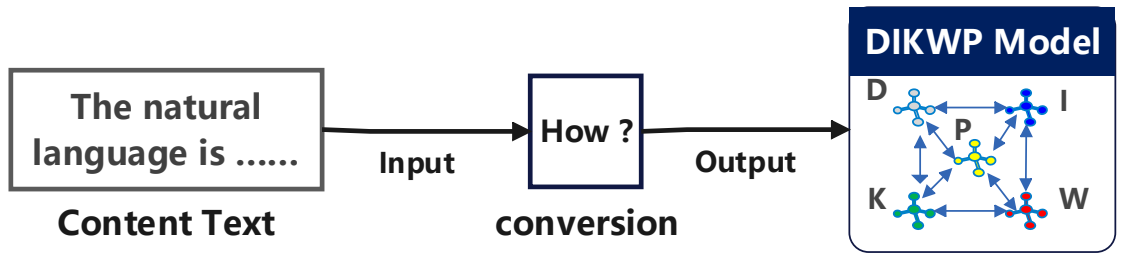 The natural
language is ......
Content Text
Input
How ?
conversion
Output
DIKWP Model
D
I
P
K
W